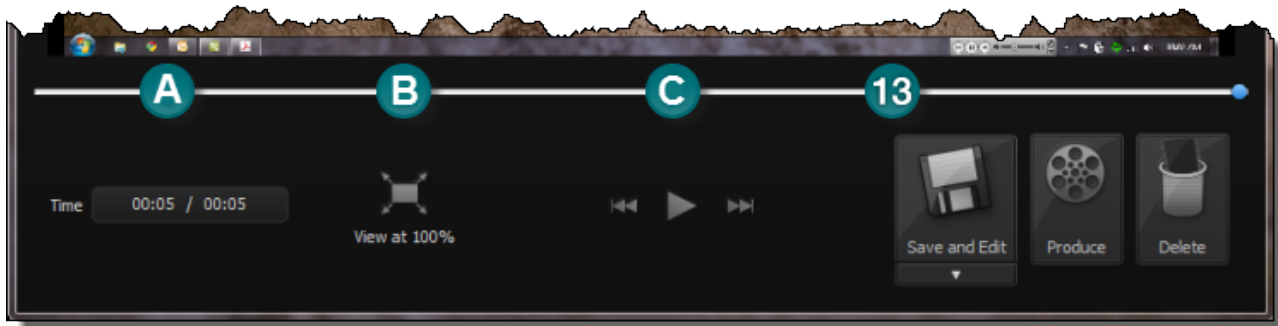 A B C 13
Time 00:05 / 00:05
View at 100%
Save and Edit Produce Delete